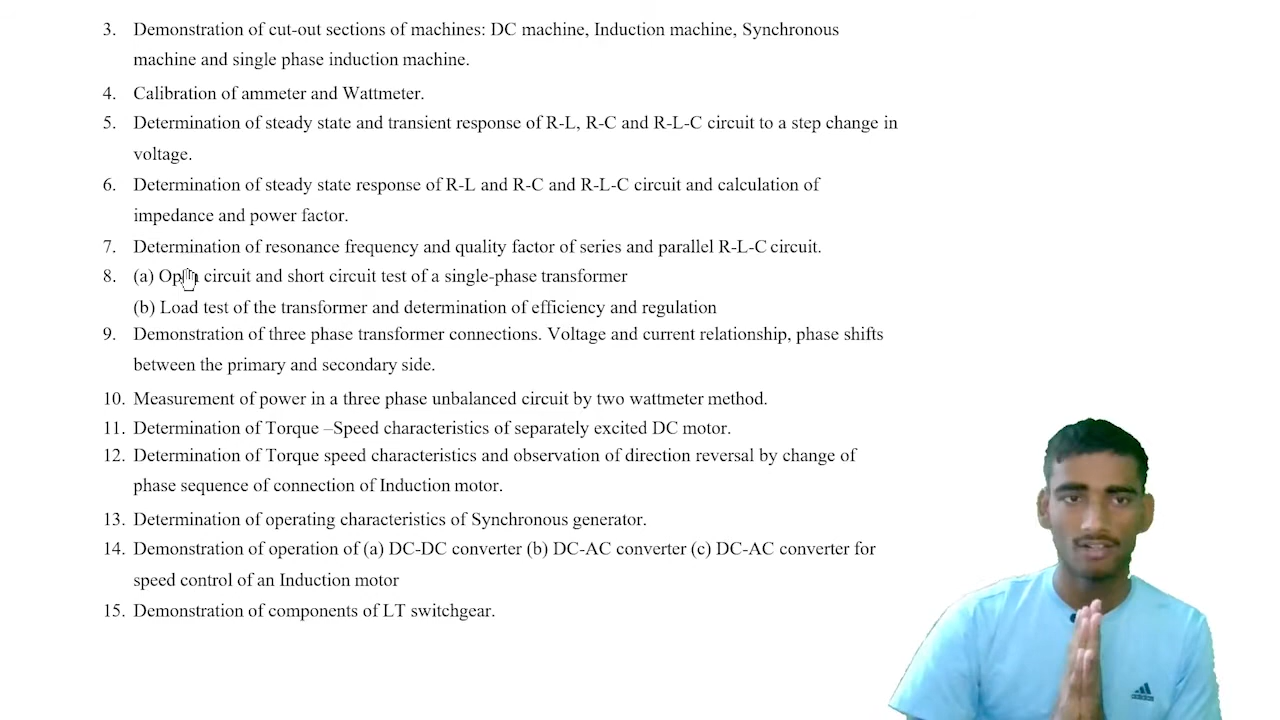 3. Demonstration of cut-out sections of machines: DC machine, Induction machine, Synchronous
machine and single phase induction machine.
4. Calibration of ammeter and Wattmeter.
5. Determination of steady state and transient response of R-L, R-C and R-L-C circuit to a step change in
voltage.
6. Determination of steady state response of R-L and R-C and R-L-C circuit and calculation of
impedance and power factor.
7. Determination of resonance frequency and quality factor of series and parallel R-L-C circuit.
8. (a) Open circuit and short circuit test of a single-phase transformer
(b) Load test of the transformer and determination of efficiency and regulation
9. Demonstration of three phase transformer connections. Voltage and current relationship, phase shifts
between the primary and secondary side.
10. Measurement of power in a three phase unbalanced circuit by two wattmeter method.
11. Determination of Torque –Speed characteristics of separately excited DC motor.
12. Determination of Torque speed characteristics and observation of direction reversal by change of
phase sequence of connection of Induction motor.
13. Determination of operating characteristics of Synchronous generator.
14. Demonstration of operation of (a) DC-DC converter (b) DC-AC converter (c) DC-AC converter for
speed control of an Induction motor
15. Demonstration of components of LT switchgear.
adidas